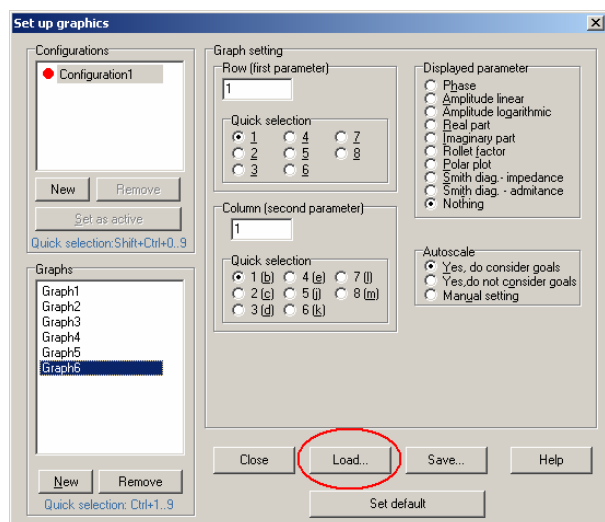 Set up graphics
Configurations
Configuration1
New Remove
Set as active
Quick selection:Shift+Ctrl+0..9
Graphs
Graph1
Graph2
Graph3
Graph4
Graph5
Graph6
New Remove
Quick selection: Ctrl+1..9
Graph setting
Row (first parameter)
1
Quick selection
1 4 7
2 5 8
3 6
Column (second parameter)
1
Quick selection
1 (b) 4 (e) 7 (l)
2 (c) 5 (j) 8 (m)
3 (d) 6 (k)
Displayed parameter
Phase
Amplitude linear
Amplitude logarithmic
Real part
Imaginary part
Rollet factor
Polar plot
Smith diag.- impedance
Smith diag. - admitance
Nothing
Autoscale
Yes, do consider goals
Yes,do not consider goals
Manual setting
Close Load... Save... Help
Set default